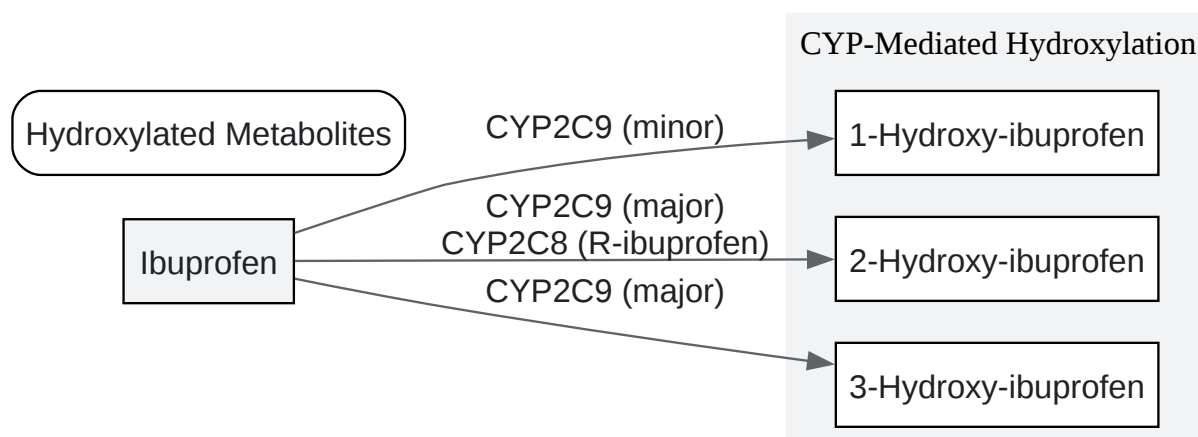 CYP-Mediated Hydroxylation
Hydroxylated Metabolites
CYP2C9 (minor)
1-Hydroxy-ibuprofen
Ibuprofen
CYP2C9 (major)
CYP2C8 (R-ibuprofen)
2-Hydroxy-ibuprofen
CYP2C9 (major)
3-Hydroxy-ibuprofen